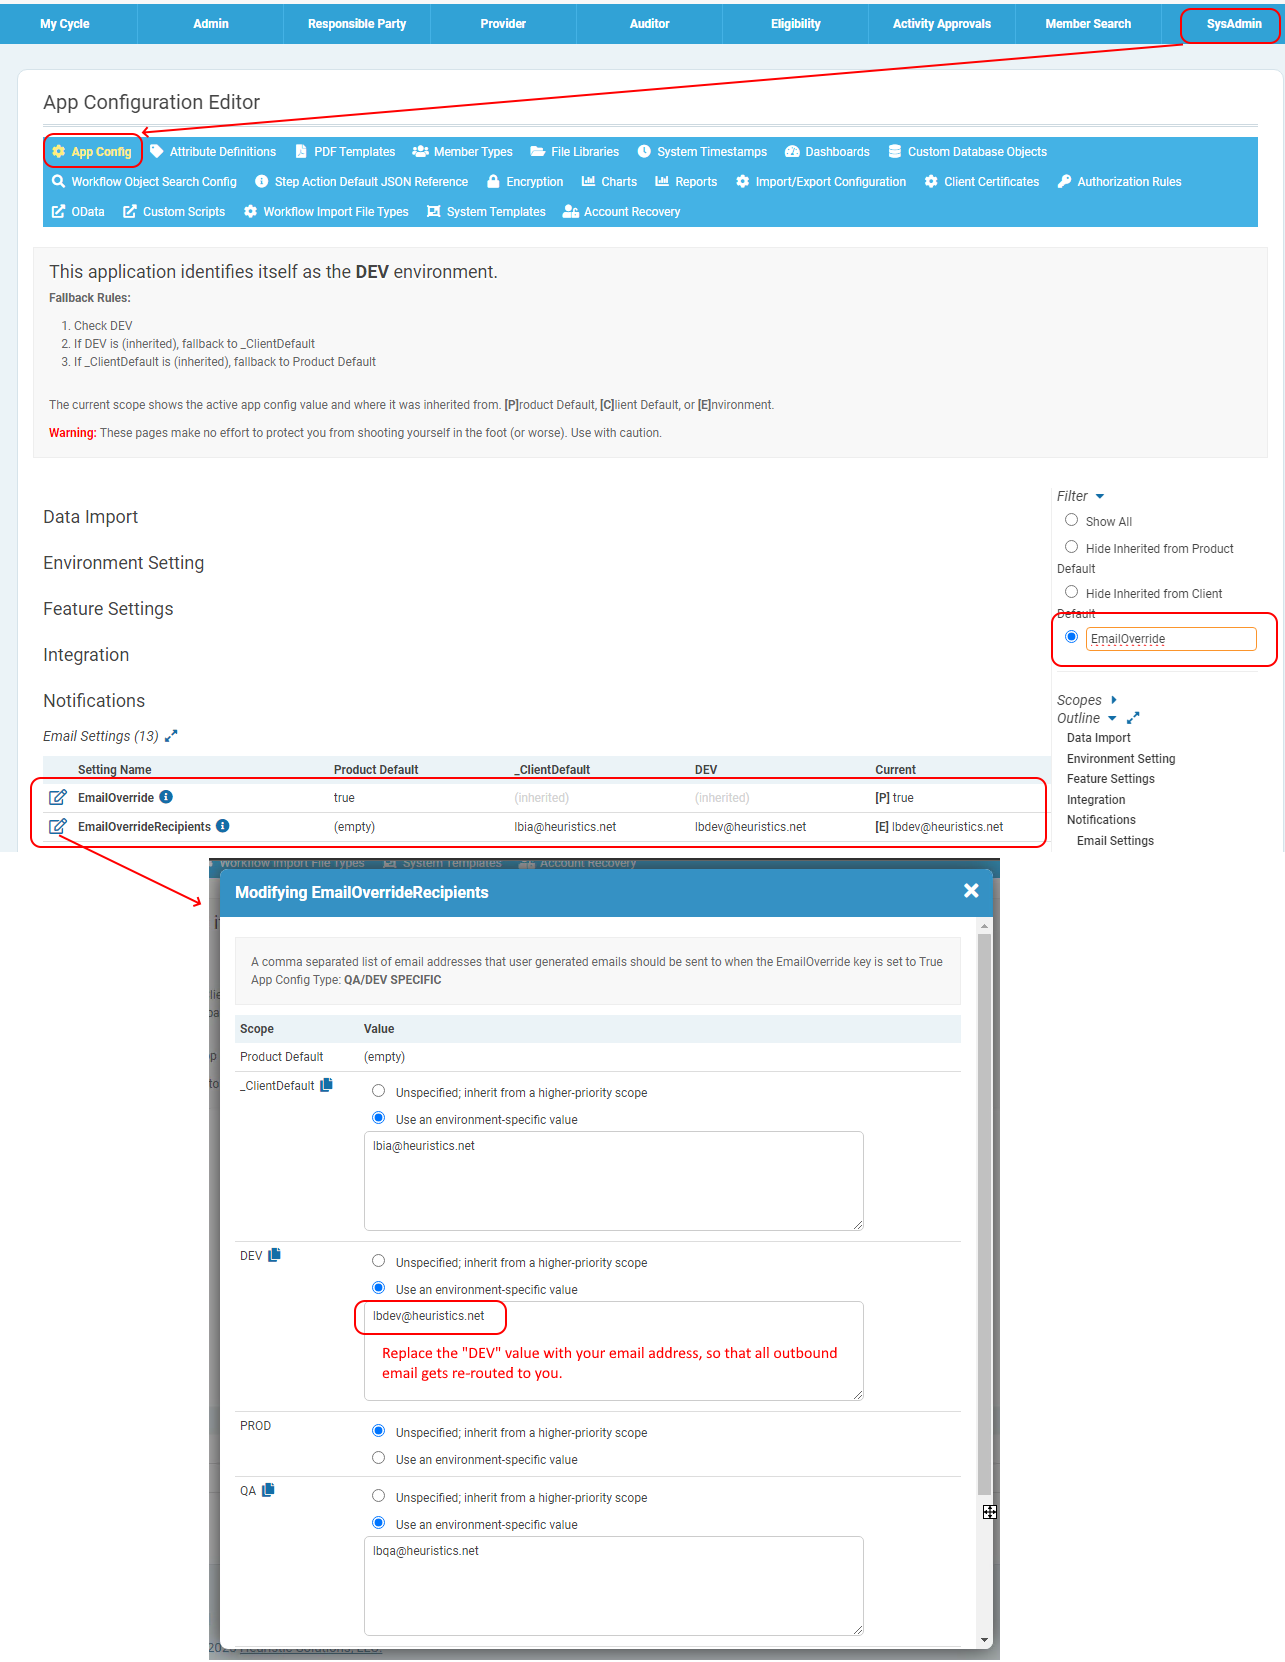 My Cycle Admin Responsible Party Provider Auditor Eligibility Activity Approvals Member Search SysAdmin
App Configuration Editor
App Config Attribute Definitions PDF Templates Member Types File Libraries System Timestamps Dashboards Custom Database Objects
Workflow Object Search Config Step Action Default JSON Reference Encryption Charts Reports Import/Export Configuration Client Certificates Authorization Rules
OData Custom Scripts Workflow Import File Types System Templates Account Recovery
This application identifies itself as the DEV environment.
Fallback Rules:
1. Check DEV
2. If DEV is (inherited), fallback to _ClientDefault
3. If _ClientDefault is (inherited), fallback to Product Default
The current scope shows the active app config value and where it was inherited from. [P]roduct Default, [C]lient Default, or [E]nvironment.
Warning: These pages make no effort to protect you from shooting yourself in the foot (or worse). Use with caution.
Data Import
Environment Setting
Feature Settings
Integration
Notifications
Email Settings (13)
Setting Name Product Default _ClientDefault DEV Current
EmailOverride true (inherited) (inherited) [P] true
EmailOverrideRecipients (empty) lbia@heuristics.net lbdev@heuristics.net [E] lbdev@heuristics.net
Filter
Show All
Hide Inherited from Product
Default
Hide Inherited from Client
Default
EmailOverride
Scopes
Outline
Data Import
Environment Setting
Feature Settings
Integration
Notifications
Email Settings
Workflow Import File Types System Templates Account Recovery
Modifying EmailOverrideRecipients
A comma separated list of email addresses that user generated emails should be sent to when the EmailOverride key is set to True
App Config Type: QA/DEV SPECIFIC
Scope Value
Product Default (empty)
_ClientDefault Unspecified; inherit from a higher-priority scope
Use an environment-specific value
lbia@heuristics.net
DEV Unspecified; inherit from a higher-priority scope
Use an environment-specific value
lbdev@heuristics.net
Replace the "DEV" value with your email address, so that all outbound
email gets re-routed to you.
PROD Unspecified; inherit from a higher-priority scope
Use an environment-specific value
QA Unspecified; inherit from a higher-priority scope
Use an environment-specific value
lbqa@heuristics.net